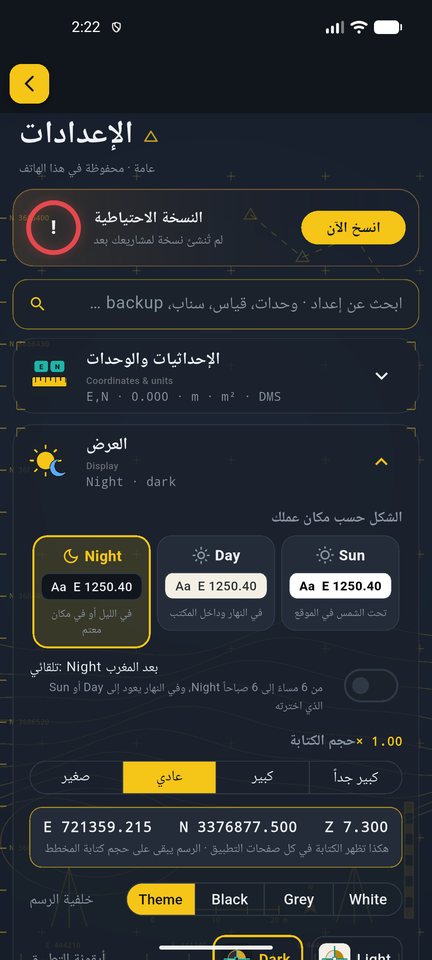 2:22
الإعدادات
عامة · محفوظة في هذا الهاتف
النسخة الاحتياطية
لم تُنشئ نسخة لمشاريعك بعد
!
انسخ الآن
ابحث عن إعداد · وحدات، قياس، سناب، backup ...
الإحداثيات والوحدات
E N
Coordinates & units
E,N · 0.000 · m · m² · DMS
العرض
Display
Night · dark
الشكل حسب مكان عملك
Night
Aa E 1250.40
في الليل أو في مكان
معتم
Day
Aa E 1250.40
في النهار وداخل المكتب
Sun
Aa E 1250.40
تحت الشمس في الموقع
تلقائي: Night بعد المغرب
من 6 مساءً إلى 6 صباحاً Night، وفي النهار يعود إلى Day أو Sun
الذي اخترته
حجم الكتابة× 1.00
صغير
عادي
كبير
كبير جداً
E 721359.215 N 3376877.500 Z 7.300
هكذا تظهر الكتابة في كل صفحات التطبيق · الرسم يبقى على حجم كتابة المخطط
خلفية الرسم
Theme
Black
Grey
White
أيقونة التطبيق
Dark
Light